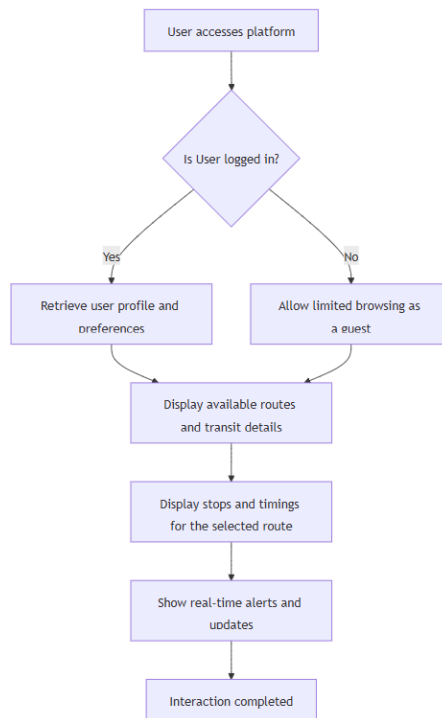 User accesses platform
Is User logged in?
Yes
No
Retrieve user profile and
preferences
Allow limited browsing as
a guest
Display available routes
and transit details
Display stops and timings
for the selected route
Show real-time alerts and
updates
Interaction completed